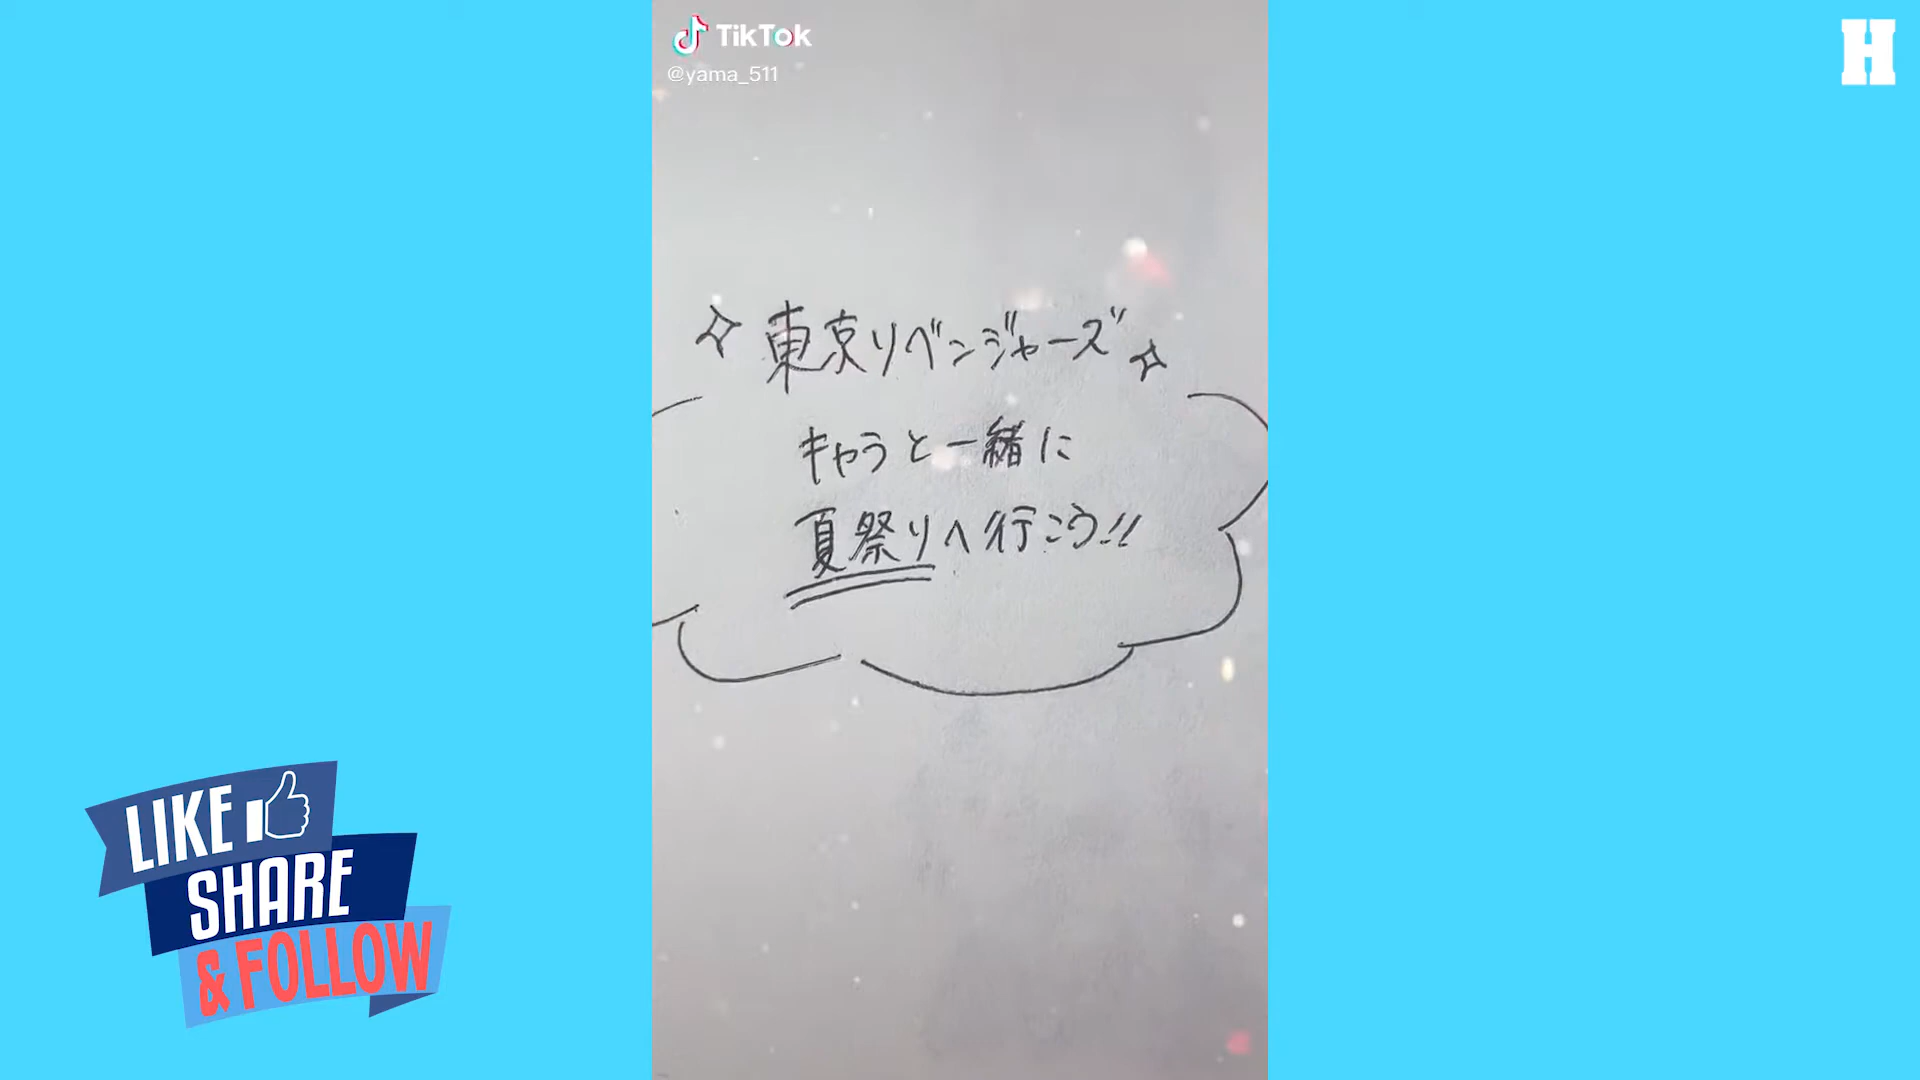 TikTok
@yama_511
H
東京リベンジャーズ
キャラと一緒に
夏祭りへ行こう!!
LIKE
SHARE
& FOLLOW